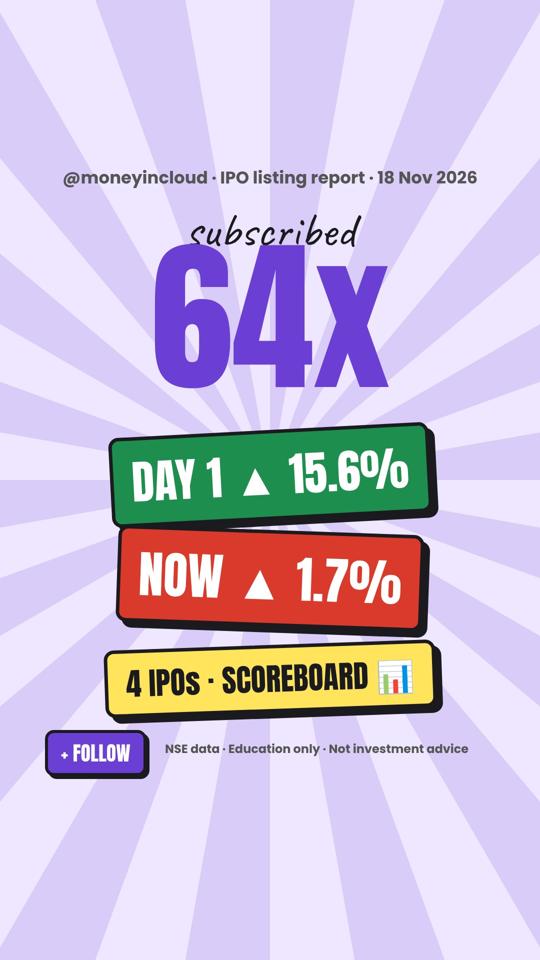 @moneyincloud · IPO listing report · 18 Nov 2026
subscribed
64x
DAY 1 ▲ 15.6%
NOW ▲ 1.7%
4 IPOs · SCOREBOARD 📊
+ FOLLOW
NSE data · Education only · Not investment advice